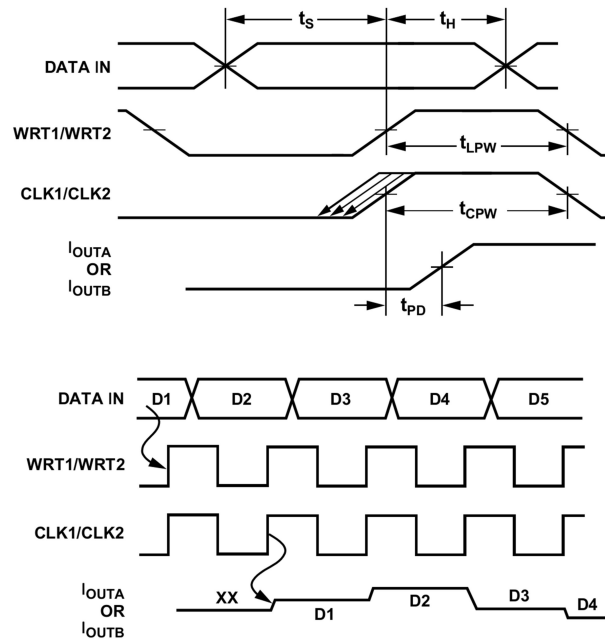 tS
tH
DATA IN
WRT1/WRT2
tLPW
CLK1/CLK2
tCPW
IOUTA
OR
IOUTB
tPD
DATA IN
D1 D2 D3 D4 D5
WRT1/WRT2
CLK1/CLK2
IOUTA
OR
IOUTB
XX
D1
D2
D3
D4